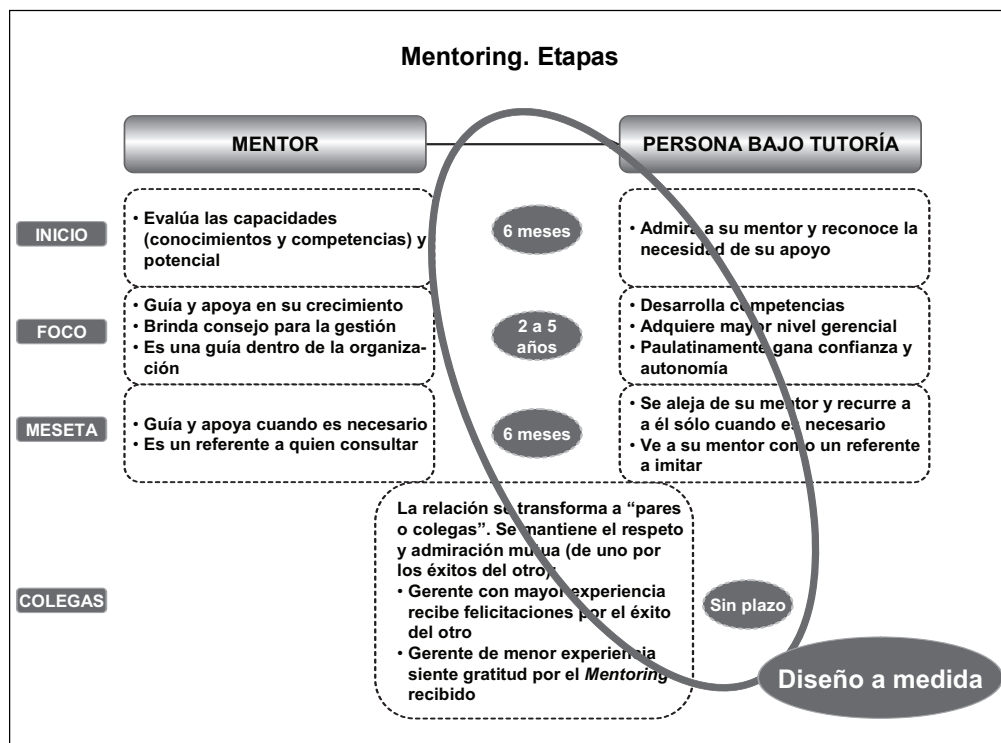 Mentoring. Etapas
MENTOR
PERSONA BAJO TUTORÍA
INICIO
• Evalúa las capacidades
(conocimientos y competencias) y
potencial
6 meses
• Admira a su mentor y reconoce la
necesidad de su apoyo
FOCO
• Guía y apoya en su crecimiento
• Brinda consejo para la gestión
• Es una guía dentro de la organiza-
ción
2 a 5
años
• Desarrolla competencias
• Adquiere mayor nivel gerencial
• Paulatinamente gana confianza y
autonomía
MESETA
• Guía y apoya cuando es necesario
• Es un referente a quien consultar
6 meses
• Se aleja de su mentor y recurre a
a él sólo cuando es necesario
• Ve a su mentor como un referente
a imitar
COLEGAS
La relación se transforma a “pares
o colegas”. Se mantiene el respeto
y admiración mutua (de uno por
los éxitos del otro):
• Gerente con mayor experiencia
recibe felicitaciones por el éxito
del otro
• Gerente de menor experiencia
siente gratitud por el Mentoring
recibido
Sin plazo
Diseño a medida